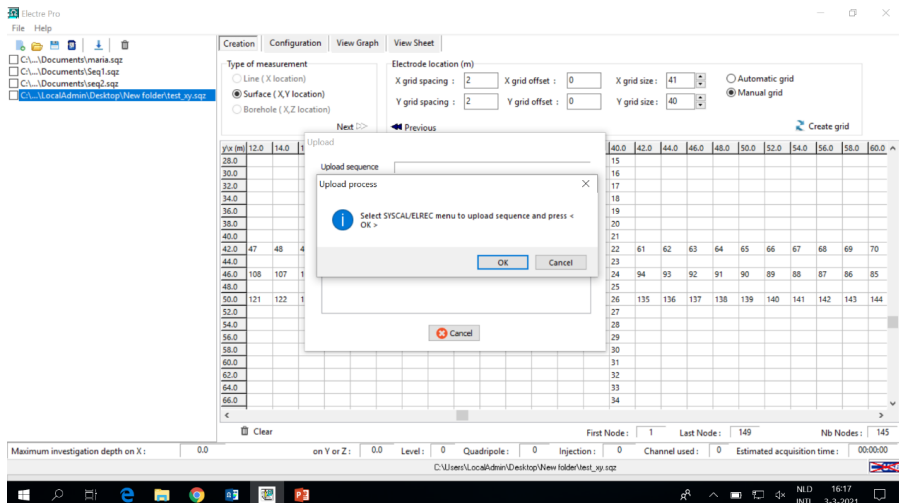 Electre Pro
File Help
C:\...\Documents\maria.sqz
C:\...\Documents\Seq1.sqz
C:\...\Documents\seq2.sqz
C:\...\LocalAdmin\Desktop\New folder\test_xy.sqz
Creation Configuration View Graph View Sheet
Type of measurement
Line ( X location)
Surface ( X,Y location)
Borehole ( X,Z location)
Next
Electrode location (m)
X grid spacing : 2 X grid offset : 0 X grid size : 41
Y grid spacing : 2 Y grid offset : 0 Y grid size : 40
Automatic grid
Manual grid
Previous
Create grid
y\x (m) 12.0 14.0 1 40.0 42.0 44.0 46.0 48.0 50.0 52.0 54.0 56.0 58.0 60.0
28.0 15
30.0 16
32.0 17
34.0 18
36.0 19
38.0 20
40.0 21
42.0 47 48 4 22 61 62 63 64 65 66 67 68 69 70
44.0 23
46.0 108 107 1 24 94 93 92 91 90 89 88 87 86 85
48.0 25
50.0 121 122 1 26 135 136 137 138 139 140 141 142 143 144
52.0 27
54.0 28
56.0 29
58.0 30
60.0 31
62.0 32
64.0 33
66.0 34
Upload
Upload sequence
Upload process
Select SYSCAL/ELREC menu to upload sequence and press <
OK >
OK Cancel
Cancel
Clear
First Node : 1 Last Node : 149 Nb Nodes : 145
Maximum investigation depth on X : 0.0 on Y or Z : 0.0 Level : 0 Quadripole : 0 Injection : 0 Channel used : 0 Estimated acquisition time : 00:00:00
C:\Users\LocalAdmin\Desktop\New folder\test_xy.sqz
NLD
INTL
16:17
3-3-2021